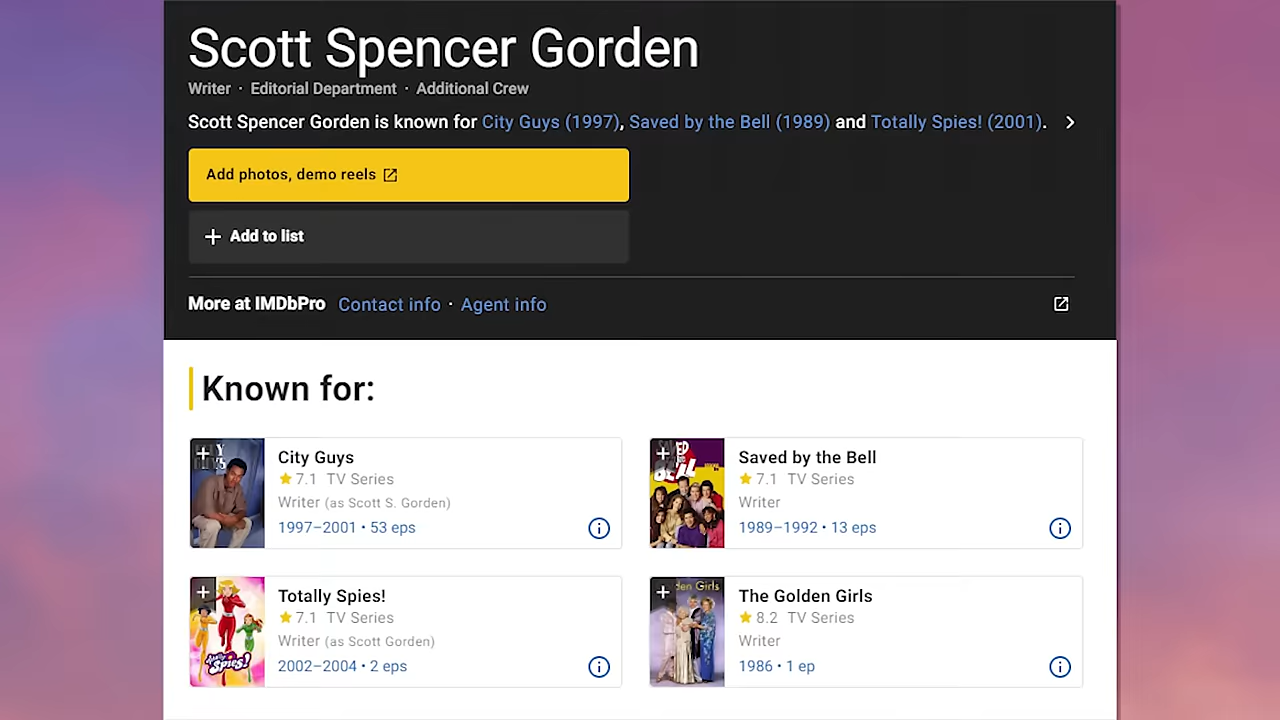 Scott Spencer Gorden
Writer · Editorial Department · Additional Crew
Scott Spencer Gorden is known for City Guys (1997), Saved by the Bell (1989) and Totally Spies! (2001).
Add photos, demo reels
+ Add to list
More at IMDbPro Contact info · Agent info
Known for:
City Guys
7.1 TV Series
Writer (as Scott S. Gorden)
1997–2001 • 53 eps
Saved by the Bell
7.1 TV Series
Writer
1989–1992 • 13 eps
Totally Spies!
7.1 TV Series
Writer (as Scott Gorden)
2002–2004 • 2 eps
Totally
Spies!
The Golden Girls
8.2 TV Series
Writer
1986 • 1 ep
den Girls